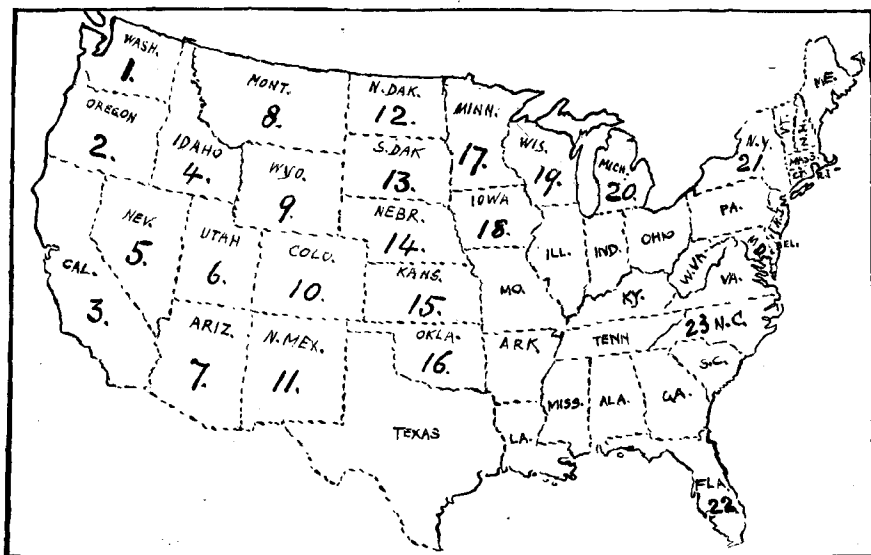 WASH.
1.
OREGON
2.
CAL.
3.
IDAHO
4.
NEV.
5.
UTAH
6.
ARIZ.
7.
MONT.
8.
WYO.
9.
COLO.
10.
N.MEX.
11.
N.DAK.
12.
S.DAK
13.
NEBR.
14.
KANS.
15.
OKLA.
16.
TEXAS
MINN.
17.
IOWA
18.
MO.
ARK
LA.
WIS.
19.
MICH.
20.
ILL.
IND.
OHIO
KY.
TENN
MISS.
ALA.
GA.
FLA.
22.
S.C.
23 N.C.
VA.
W.VA.
PA.
N.Y.
21
ME.
VT.
N.H.
MASS
R.I.
N.J.
MD.